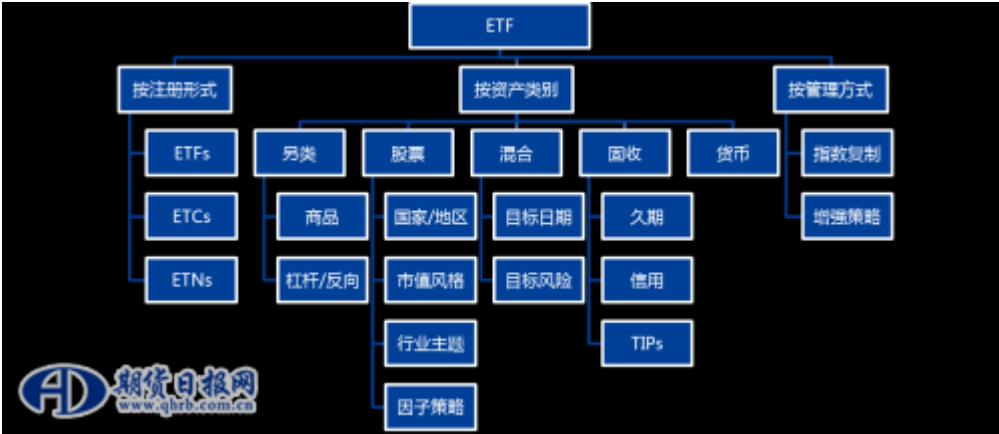 ETF
按注册形式
按资产类别
按管理方式
ETFs
另类
股票
混合
固收
货币
指数复制
ETCs
商品
国家/地区
目标日期
久期
增强策略
ETNs
杠杆/反向
市值风格
目标风险
信用
行业主题
TIPs
因子策略
期货日报网
www.qhrb.com.cn